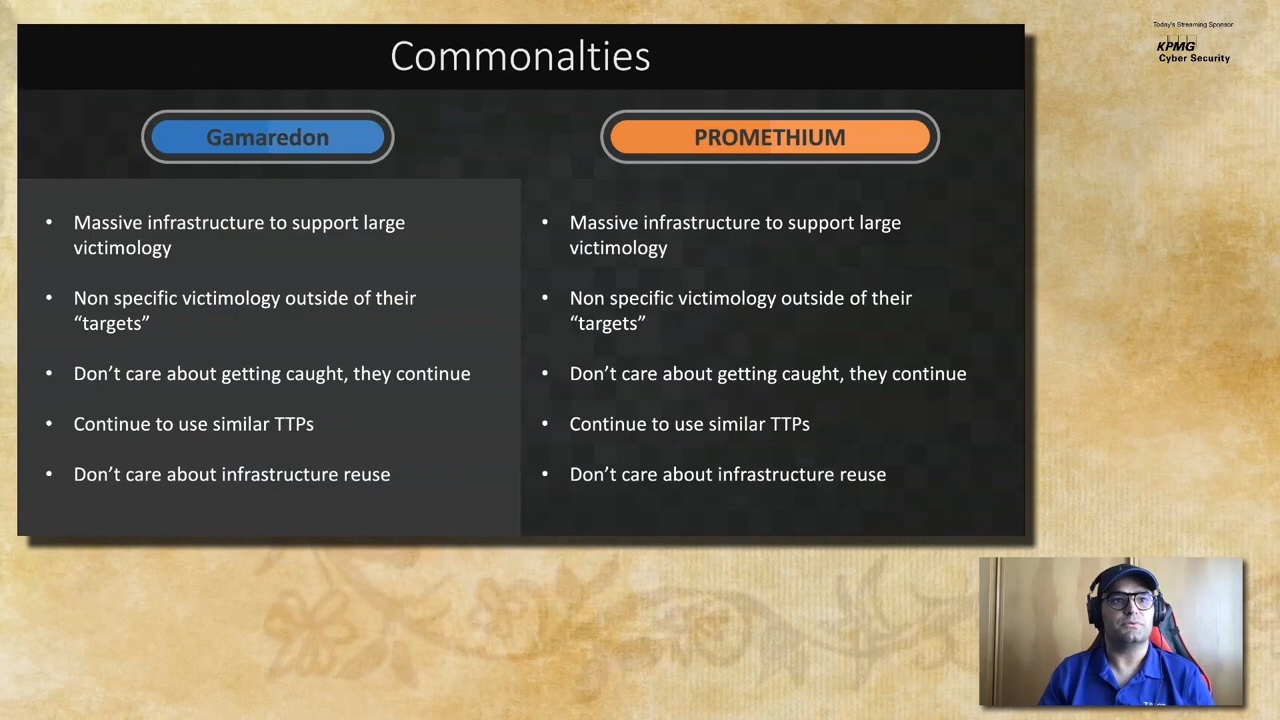 Today's Streaming Sponsor
KPMG
Cyber Security
Commonalties
Gamaredon
PROMETHIUM
• Massive infrastructure to support large
victimology
• Non specific victimology outside of their
“targets”
• Don’t care about getting caught, they continue
• Continue to use similar TTPs
• Don’t care about infrastructure reuse
• Massive infrastructure to support large
victimology
• Non specific victimology outside of their
“targets”
• Don’t care about getting caught, they continue
• Continue to use similar TTPs
• Don’t care about infrastructure reuse